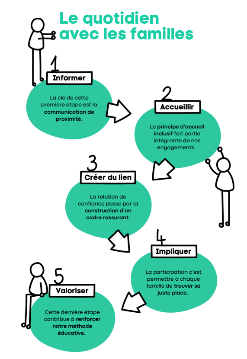 Le quotidien
avec les familles
1
Informer
La clé de cette
première étape est la
communication de
proximité.
2
Accueillir
Le principe d'accueil
inclusif fait partie
intégrante de nos
engagements
3
Créer du lien
La relation de
confiance passe par la
construction d'un
cadre rassurant.
4
Impliquer
La participation c'est
permettre à chaque
famille de trouver sa
juste place.
5
Valoriser
Cette dernière étape
contribue à renforcer
notre méthode
éducative.